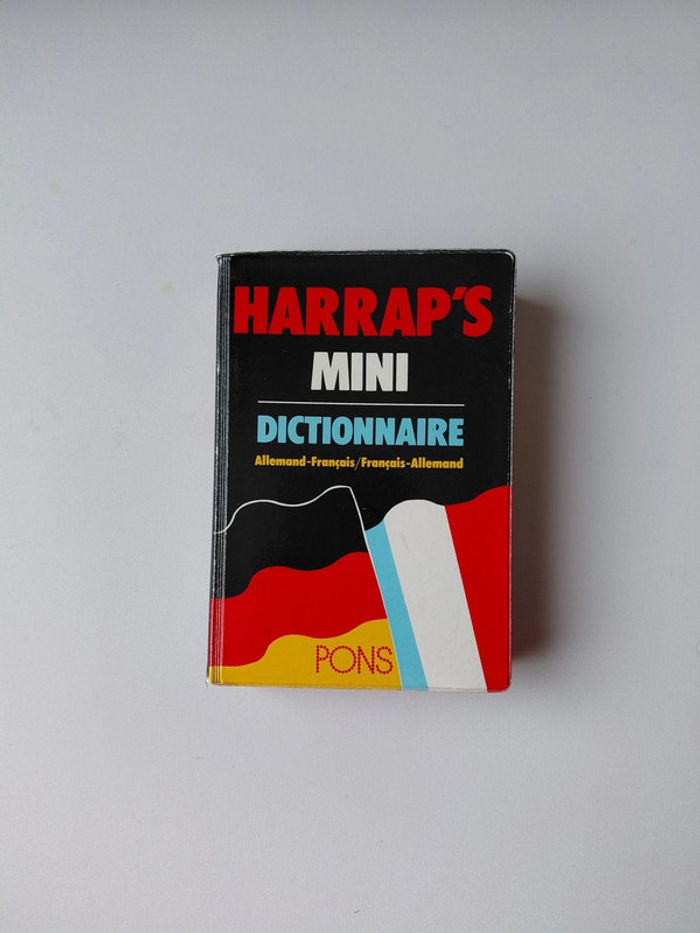 HARRAP'S
MINI
DICTIONNAIRE
Allemand-Français/Français-Allemand
PONS